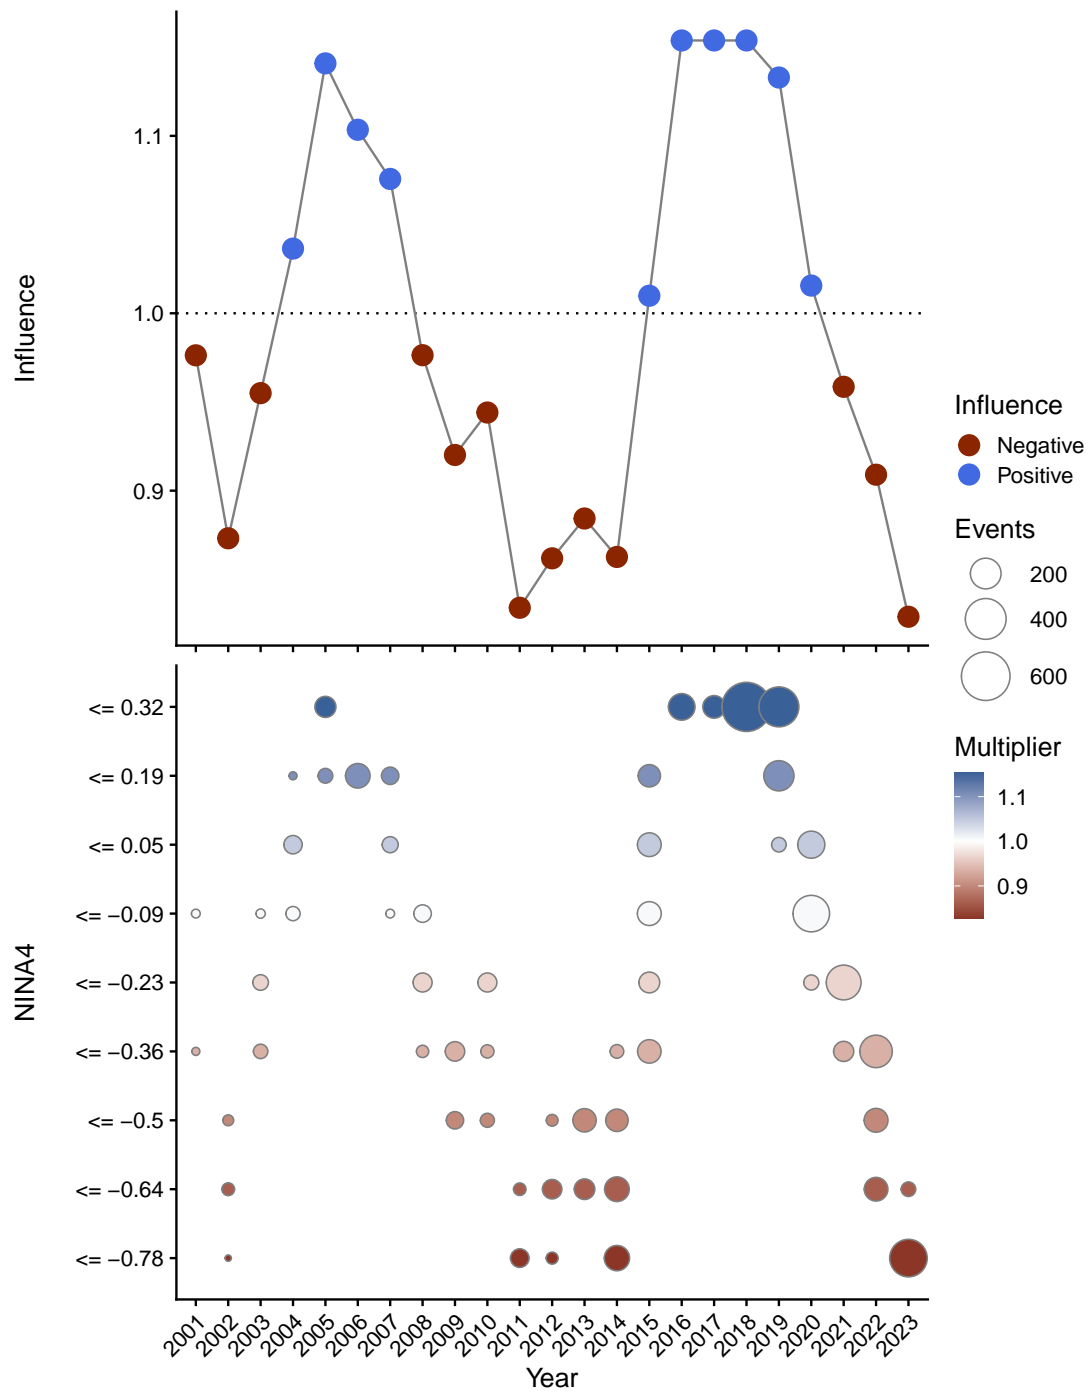 Influence
1.1
1.0
0.9
Influence
Negative
Positive
Events
200
400
600
Multiplier
1.1
1.0
0.9
NINA4
<= 0.32
<= 0.19
<= 0.05
<= −0.09
<= −0.23
<= −0.36
<= −0.5
<= −0.64
<= −0.78
2001 2002 2003 2004 2005 2006 2007 2008 2009 2010 2011 2012 2013 2014 2015 2016 2017 2018 2019 2020 2021 2022 2023
Year